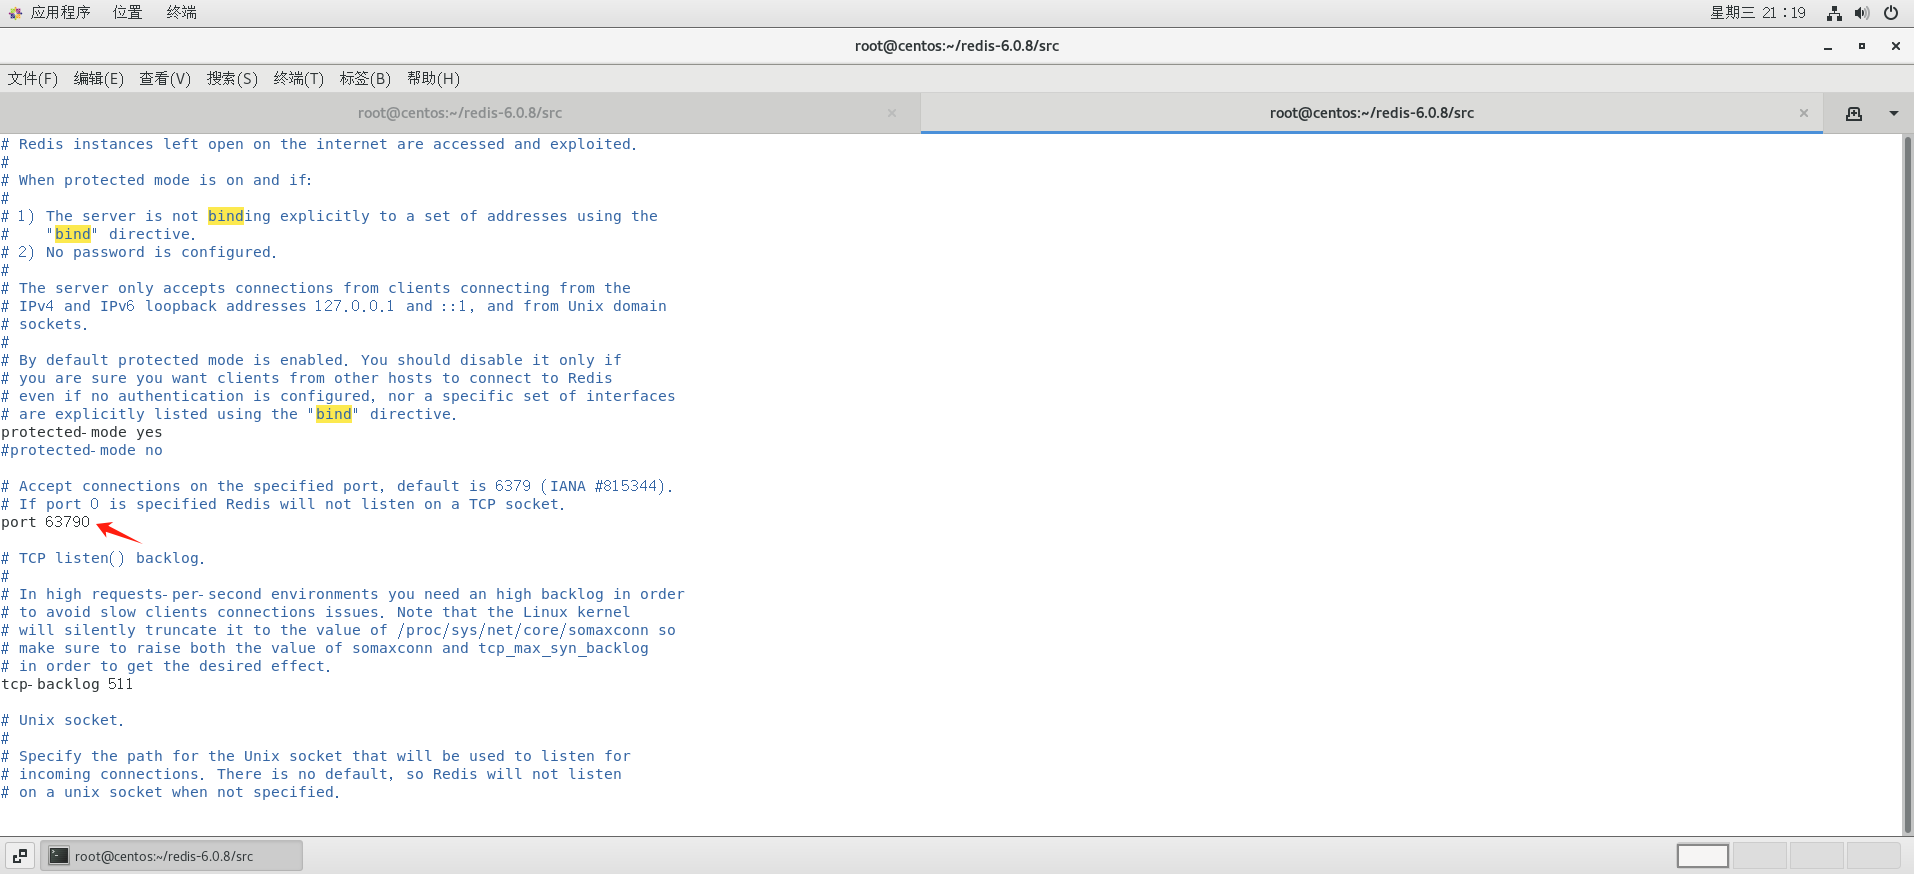 应用程序 位置 终端 星期三 21：19
root@centos:~/redis-6.0.8/src
文件(F) 编辑(E) 查看(V) 搜索(S) 终端(T) 标签(B) 帮助(H)
root@centos:~/redis-6.0.8/src root@centos:~/redis-6.0.8/src
# Redis instances left open on the internet are accessed and exploited.
#
# When protected mode is on and if:
#
# 1) The server is not binding explicitly to a set of addresses using the
#    "bind" directive.
# 2) No password is configured.
#
# The server only accepts connections from clients connecting from the
# IPv4 and IPv6 loopback addresses 127.0.0.1 and ::1, and from Unix domain
# sockets.
#
# By default protected mode is enabled. You should disable it only if
# you are sure you want clients from other hosts to connect to Redis
# even if no authentication is configured, nor a specific set of interfaces
# are explicitly listed using the "bind" directive.
protected-mode yes
#protected-mode no
# Accept connections on the specified port, default is 6379 (IANA #815344).
# If port 0 is specified Redis will not listen on a TCP socket.
port 63790
# TCP listen() backlog.
#
# In high requests-per-second environments you need an high backlog in order
# to avoid slow clients connections issues. Note that the Linux kernel
# will silently truncate it to the value of /proc/sys/net/core/somaxconn so
# make sure to raise both the value of somaxconn and tcp_max_syn_backlog
# in order to get the desired effect.
tcp-backlog 511
# Unix socket.
#
# Specify the path for the Unix socket that will be used to listen for
# incoming connections. There is no default, so Redis will not listen
# on a unix socket when not specified.
root@centos:~/redis-6.0.8/src